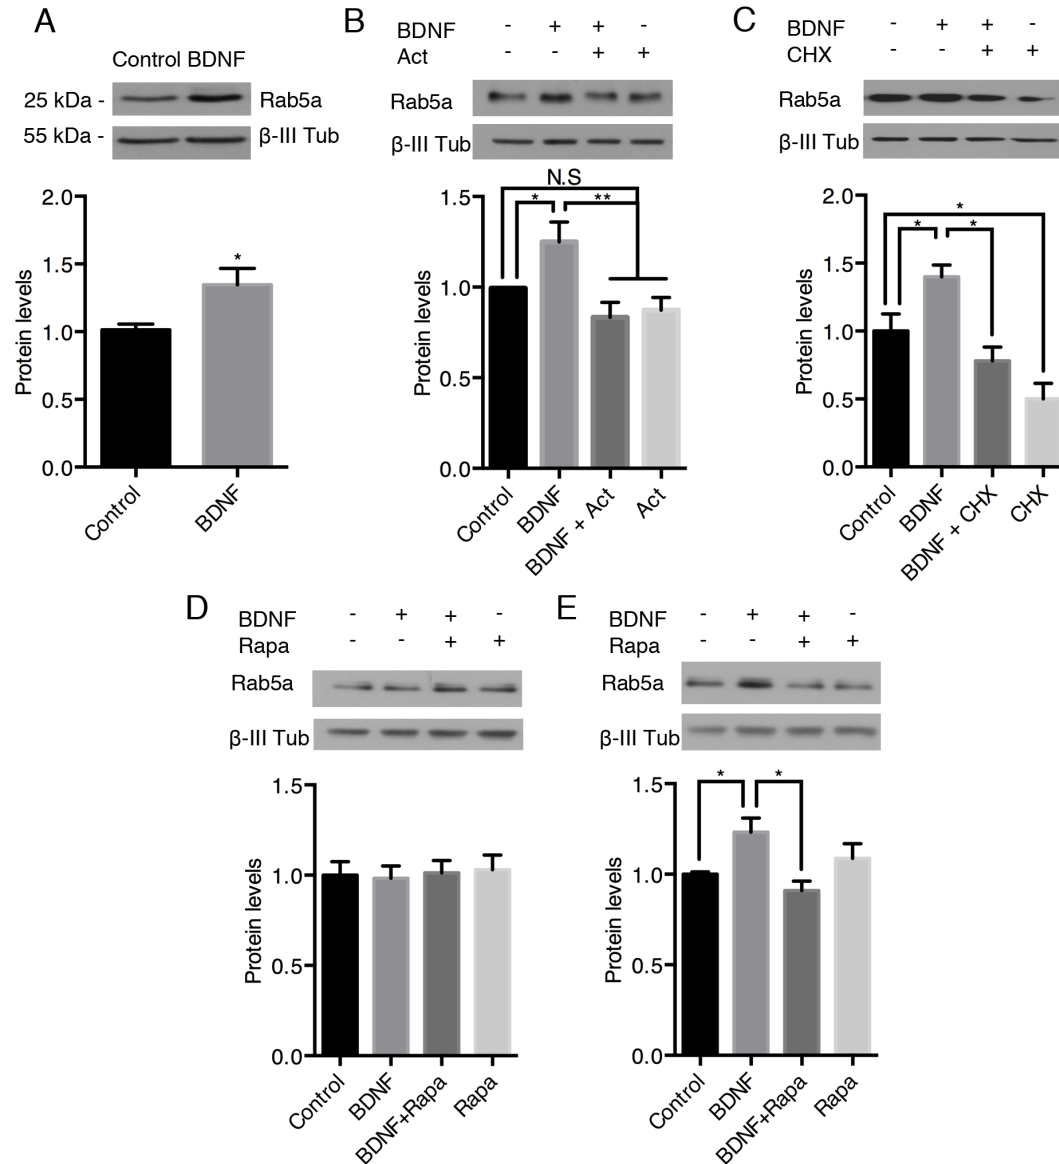 A
Control BDNF
25 kDa - Rab5a
55 kDa - β-III Tub
2.0
1.5
1.0
0.5
0.0
Protein levels
*
Control
BDNF
B
BDNF - + + -
Act - - + +
Rab5a
β-III Tub
N.S
* **
1.5
1.0
0.5
0.0
Protein levels
Control
BDNF
BDNF + Act
Act
C
BDNF - + + -
CHX - - + +
Rab5a
β-III Tub
*
* *
2.0
1.5
1.0
0.5
0.0
Protein levels
Control
BDNF
BDNF + CHX
CHX
D
BDNF - + + -
Rapa - - + +
Rab5a
β-III Tub
1.5
1.0
0.5
0.0
Protein levels
Control
BDNF
BDNF+Rapa
Rapa
E
BDNF - + + -
Rapa - - + +
Rab5a
β-III Tub
* *
1.5
1.0
0.5
0.0
Protein levels
Control
BDNF
BDNF+Rapa
Rapa